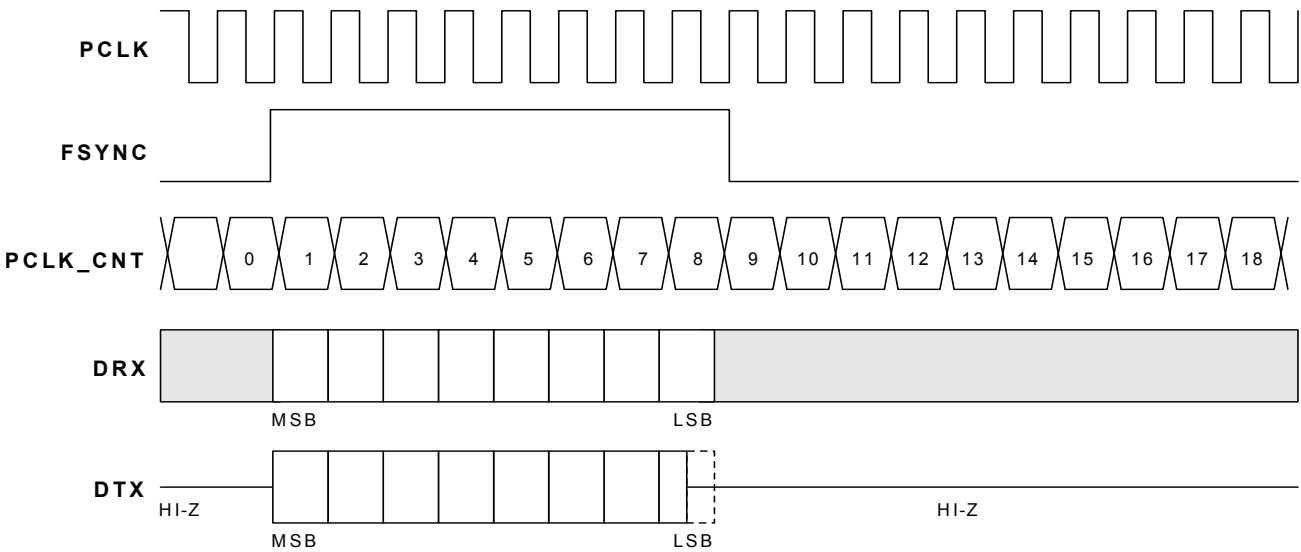 PCLK
FSYNC
PCLK_CNT 0 1 2 3 4 5 6 7 8 9 10 11 12 13 14 15 16 17 18
DRX
MSB LSB
DTX
HI-Z HI-Z
MSB LSB